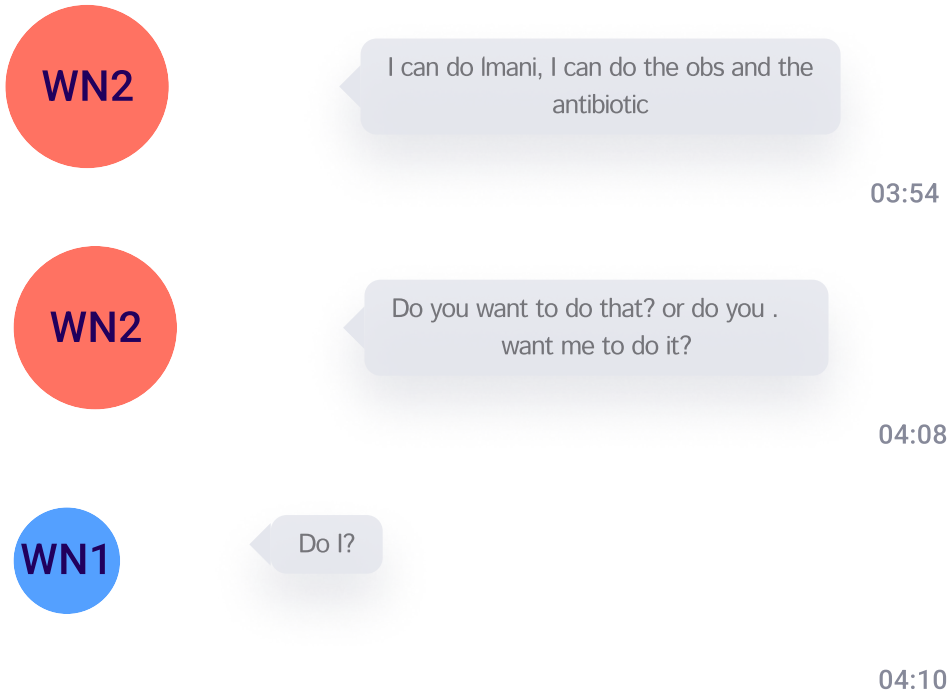 WN2
I can do Imani, I can do the obs and the
antibiotic
03:54
WN2
Do you want to do that? or do you .
want me to do it?
04:08
WN1
Do I?
04:10